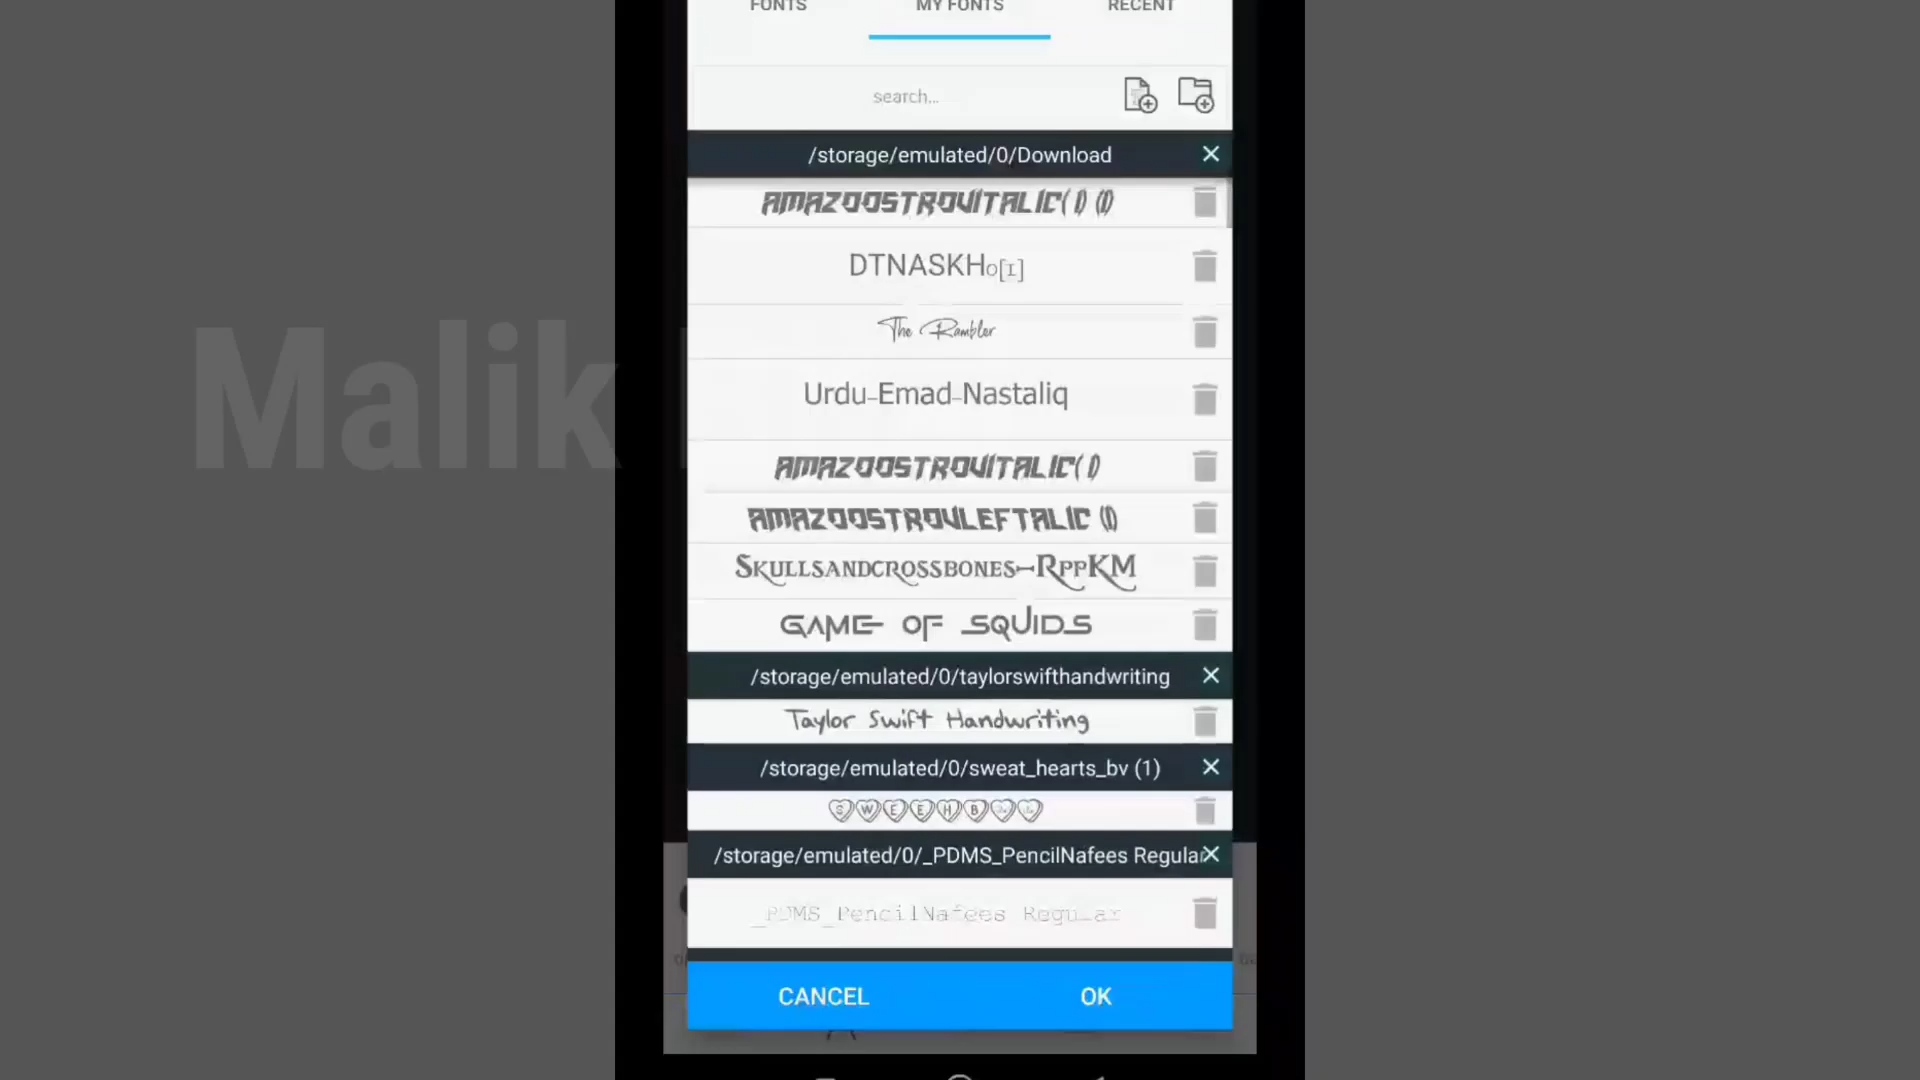 FONTS
MY FONTS
RECENT
search...
/storage/emulated/0/Download
AMAZOOSTROVITALIC(1) (1)
DTNASKH0[1]
The Rambler
Urdu-Emad-Nastaliq
AMAZOOSTROVITALIC(1)
AMAZOOSTROVLEFTALIC (1)
SKULLSANDCROSSBONES-RPPKM
GAME OF SQUIDS
/storage/emulated/0/taylorswifthandwriting
Taylor Swift Handwriting
/storage/emulated/0/sweat_hearts_bv (1)
SWEEHB
/storage/emulated/0/_PDMS_PencilNafees Regular
_PDMS_PencilNafees Regular
CANCEL
OK
Malik